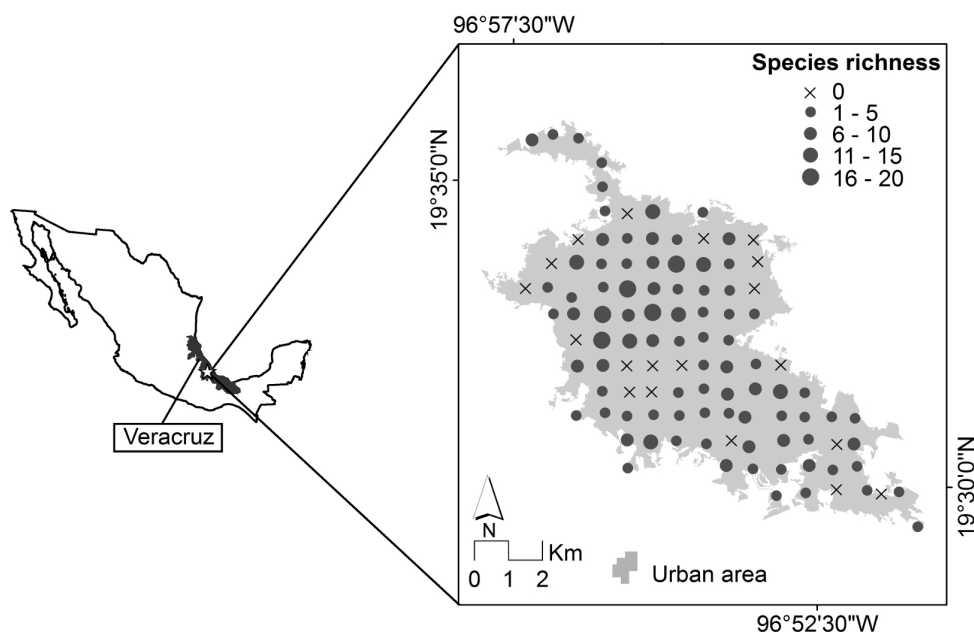 96°57'30"W
Species richness
0
1 - 5
6 - 10
11 - 15
16 - 20
19°35'0"N
Veracruz
N
Km
0 1 2
Urban area
19°30'0"N
96°52'30"W